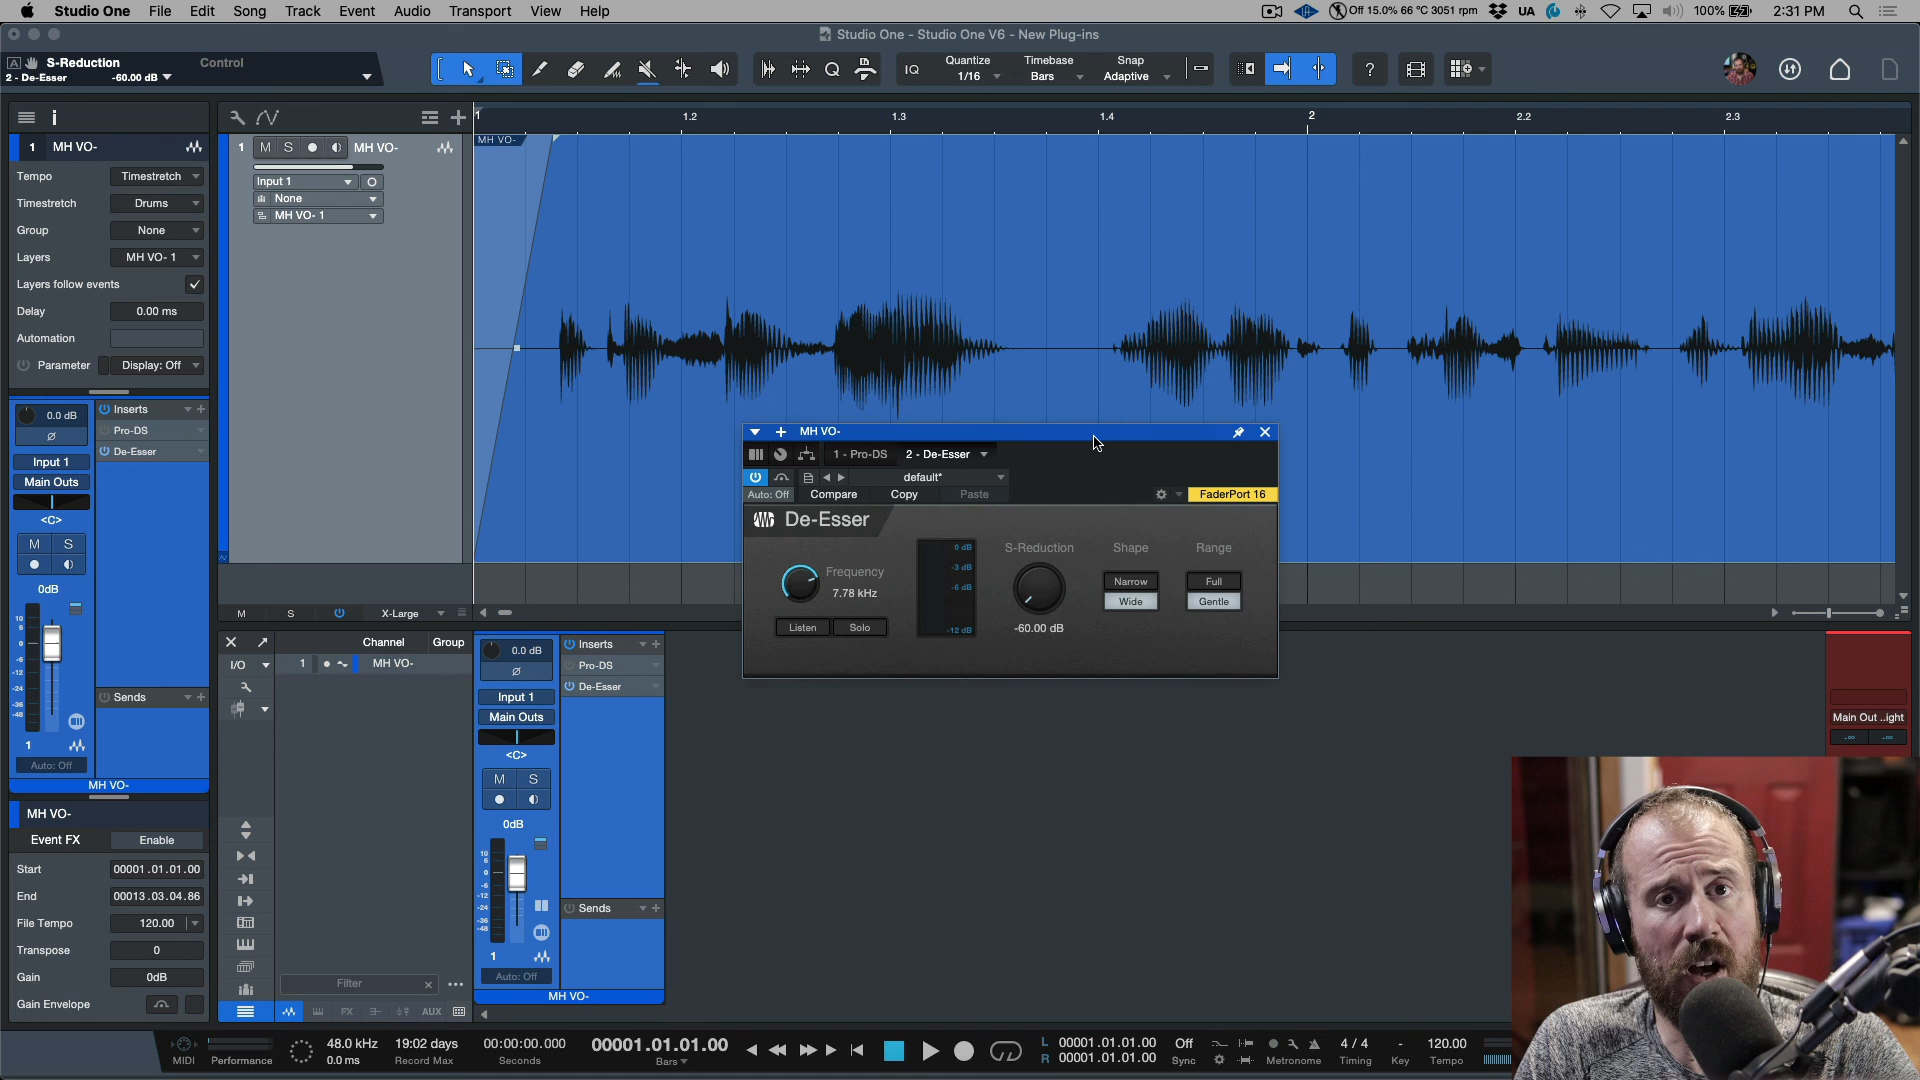 Studio One File Edit Song Track Event Audio Transport View Help
Off 15.0% 66 °C 3051 rpm UA 100% 2:31 PM
Studio One - Studio One V6 - New Plug-ins
S-Reduction Control
2 - De-Esser -60.00 dB
IQ Quantize 1/16 Timebase Bars Snap Adaptive ?
1 MH VO-
Tempo Timestretch
Timestretch Drums
Group None
Layers MH VO- 1
Layers follow events
Delay 0.00 ms
Automation
Parameter Display: Off
0.0 dB Inserts
Pro-DS
De-Esser
Input 1
Main Outs
<C>
M S
0dB
Sends
1
Auto: Off
MH VO-
MH VO-
Event FX Enable
Start 00001.01.01.00
End 00013.03.04.86
File Tempo 120.00
Transpose 0
Gain 0dB
Gain Envelope
1 M S MH VO-
Input 1
None
MH VO- 1
1 1.2 1.3 1.4 2 2.2 2.3
MH VO-
M S X-Large
MH VO-
1 - Pro-DS 2 - De-Esser
default*
Auto: Off Compare Copy Paste FaderPort 16
De-Esser
Frequency
7.78 kHz
Listen Solo
0 dB
-3 dB
-6 dB
-12 dB
S-Reduction
-60.00 dB
Shape
Narrow
Wide
Range
Full
Gentle
Channel Group
I/O 1 MH VO-
Filter
FX AUX
0.0 dB Inserts
Pro-DS
De-Esser
Input 1
Main Outs
<C>
M S
0dB
Sends
1
Auto: Off
MH VO-
Main Out ..ight
MIDI Performance
48.0 kHz
0.0 ms
19:02 days
Record Max
00:00:00.000
Seconds
00001.01.01.00
Bars
L 00001.01.01.00
R 00001.01.01.00
Off
Sync
Metronome
4 / 4
Timing
-
Key
120.00
Tempo